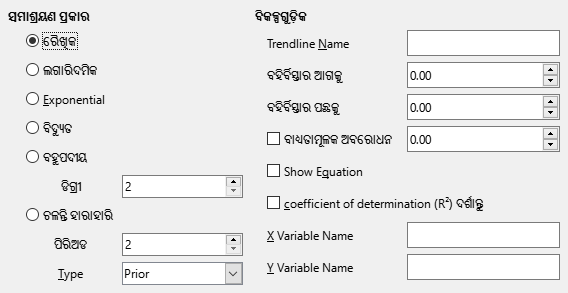 ସମାଶ୍ରୟଣ ପ୍ରକାର
ରୈଖିକ
ଲଗାରିଦମିକ
Exponential
ବିଦ୍ୟୁତ
ବହୁପଦୀୟ
ଡିଗ୍ରୀ 2
ଚଳନ୍ତି ହାରାହାରି
ପିରିଅଡ 2
Type Prior
ବିକଳ୍ପଗୁଡ଼ିକ
Trendline Name
ବହିର୍ବିସ୍ତାର ଆଗକୁ 0.00
ବହିର୍ବିସ୍ତାର ପଛକୁ 0.00
ବାଧ୍ୟତାମୂଳକ ଅବରୋଧନ 0.00
Show Equation
coefficient of determination (R²) ଦର୍ଶାନ୍ତୁ
X Variable Name
Y Variable Name